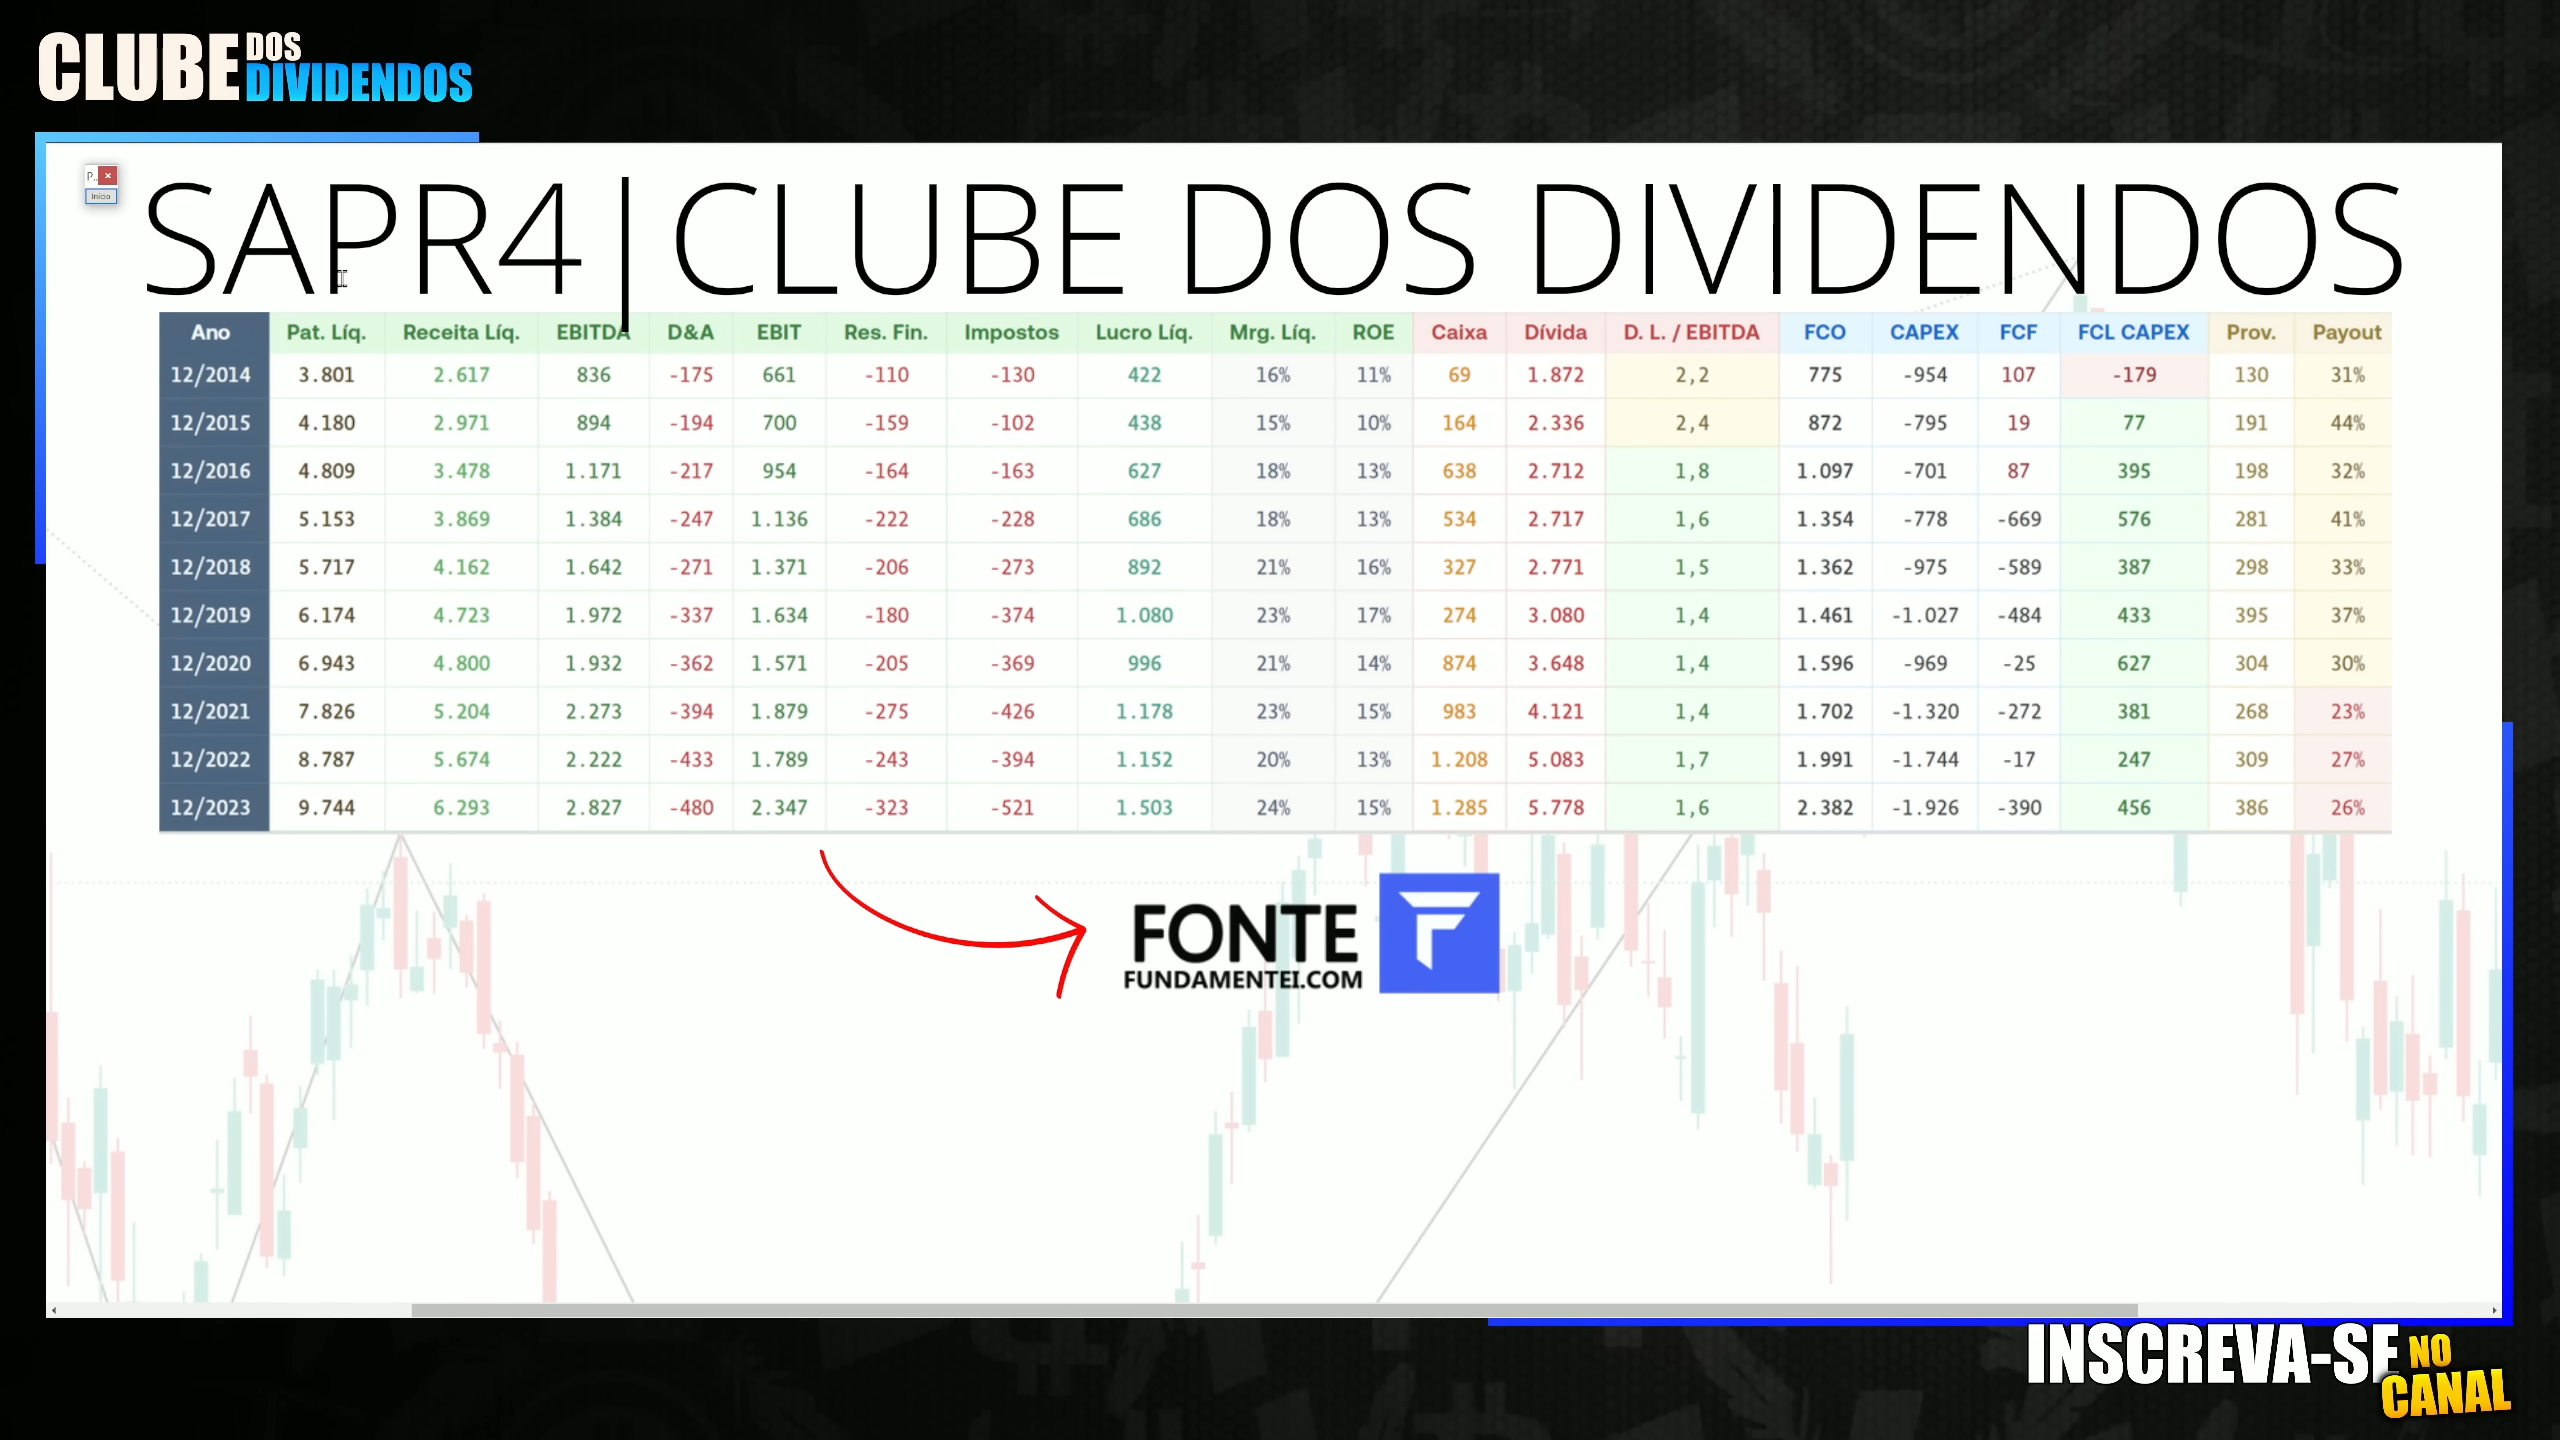 CLUBE DOS DIVIDENDOS
P..
Início
SAPR4|CLUBE DOS DIVIDENDOS
Ano Pat. Líq. Receita Líq. EBITDA D&A EBIT Res. Fin. Impostos Lucro Líq. Mrg. Líq. ROE Caixa Dívida D. L. / EBITDA FCO CAPEX FCF FCL CAPEX Prov. Payout
12/2014 3.801 2.617 836 -175 661 -110 -130 422 16% 11% 69 1.872 2,2 775 -954 107 -179 130 31%
12/2015 4.180 2.971 894 -194 700 -159 -102 438 15% 10% 164 2.336 2,4 872 -795 19 77 191 44%
12/2016 4.809 3.478 1.171 -217 954 -164 -163 627 18% 13% 638 2.712 1,8 1.097 -701 87 395 198 32%
12/2017 5.153 3.869 1.384 -247 1.136 -222 -228 686 18% 13% 534 2.717 1,6 1.354 -778 -669 576 281 41%
12/2018 5.717 4.162 1.642 -271 1.371 -206 -273 892 21% 16% 327 2.771 1,5 1.362 -975 -589 387 298 33%
12/2019 6.174 4.723 1.972 -337 1.634 -180 -374 1.080 23% 17% 274 3.080 1,4 1.461 -1.027 -484 433 395 37%
12/2020 6.943 4.800 1.932 -362 1.571 -205 -369 996 21% 14% 874 3.648 1,4 1.596 -969 -25 627 304 30%
12/2021 7.826 5.204 2.273 -394 1.879 -275 -426 1.178 23% 15% 983 4.121 1,4 1.702 -1.320 -272 381 268 23%
12/2022 8.787 5.674 2.222 -433 1.789 -243 -394 1.152 20% 13% 1.208 5.083 1,7 1.991 -1.744 -17 247 309 27%
12/2023 9.744 6.293 2.827 -480 2.347 -323 -521 1.503 24% 15% 1.285 5.778 1,6 2.382 -1.926 -390 456 386 26%
FONTE
FUNDAMENTEI.COM
INSCREVA-SE NO
CANAL